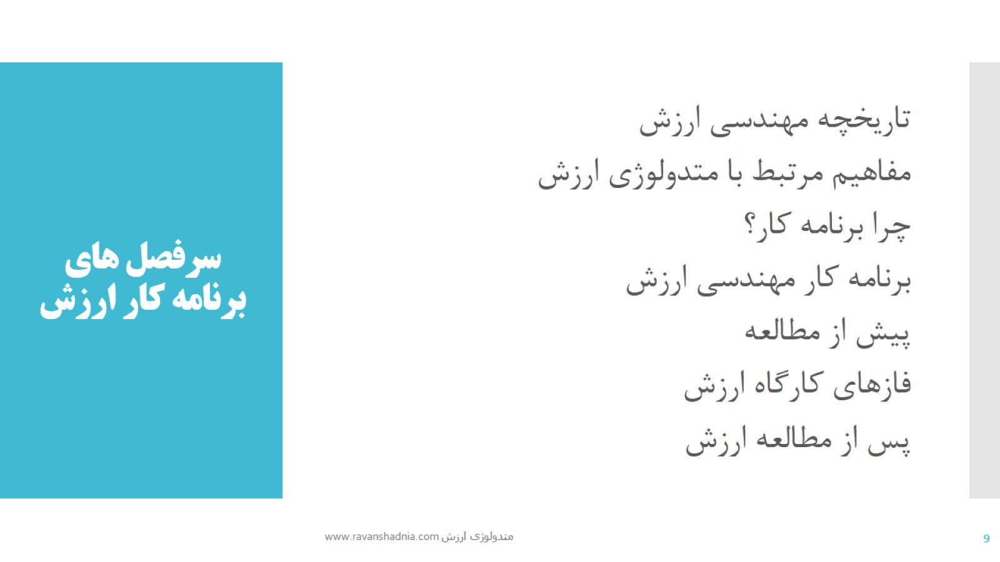 سرفصل های
برنامه کار ارزش
تاریخچه مهندسی ارزش
مفاهیم مرتبط با متدولوژی ارزش
چرا برنامه کار؟
برنامه کار مهندسی ارزش
پیش از مطالعه
فازهای کارگاه ارزش
پس از مطالعه ارزش
متدولوژی ارزش www.ravanshadnia.com
9